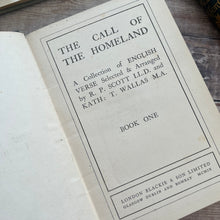 THE CALL OF
THE HOMELAND
A Collection of ENGLISH
VERSE Selected & Arranged
by R. P. SCOTT LL.D. and
KATH: T. WALLAS M.A.
BOOK ONE
LONDON BLACKIE & SON LIMITED
GLASGOW DUBLIN AND BOMBAY MCMIX